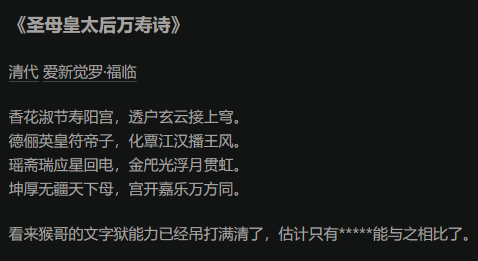 《圣母皇太后万寿诗》
清代 爱新觉罗·福临
香花淑节寿阳宫，透户玄云接上穹。
德俪英皇符帝子，化覃江汉播王风。
瑶斋瑞应星回电，金虎光浮月贯虹。
坤厚无疆天下母，宫开嘉乐万方同。
看来猴哥的文字狱能力已经吊打满清了，估计只有*****能与之相比了。